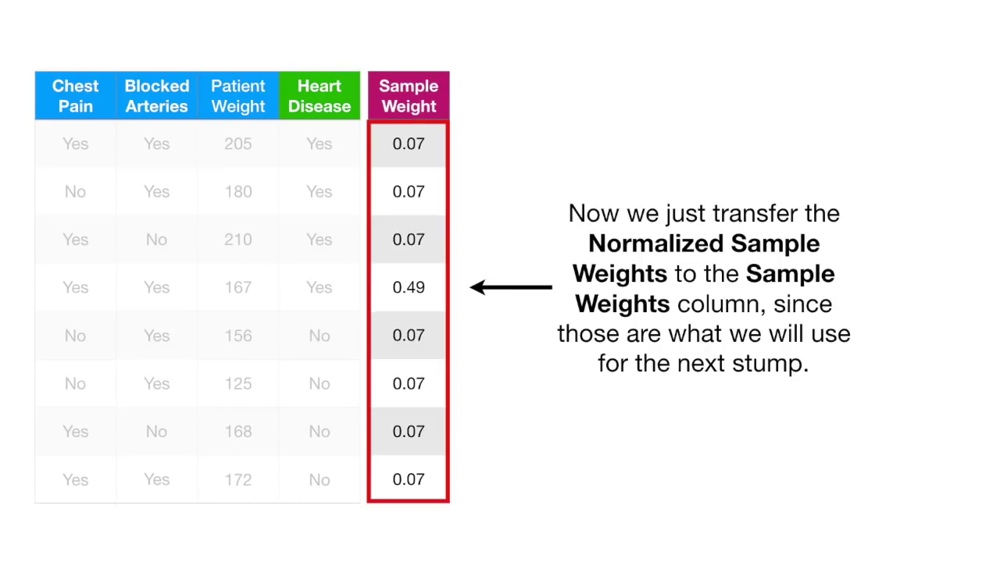 Chest Pain Blocked Arteries Patient Weight Heart Disease Sample Weight
Yes Yes 205 Yes 0.07
No Yes 180 Yes 0.07
Yes No 210 Yes 0.07
Yes Yes 167 Yes 0.49
No Yes 156 No 0.07
No Yes 125 No 0.07
Yes No 168 No 0.07
Yes Yes 172 No 0.07
Now we just transfer the
Normalized Sample
Weights to the Sample
Weights column, since
those are what we will use
for the next stump.